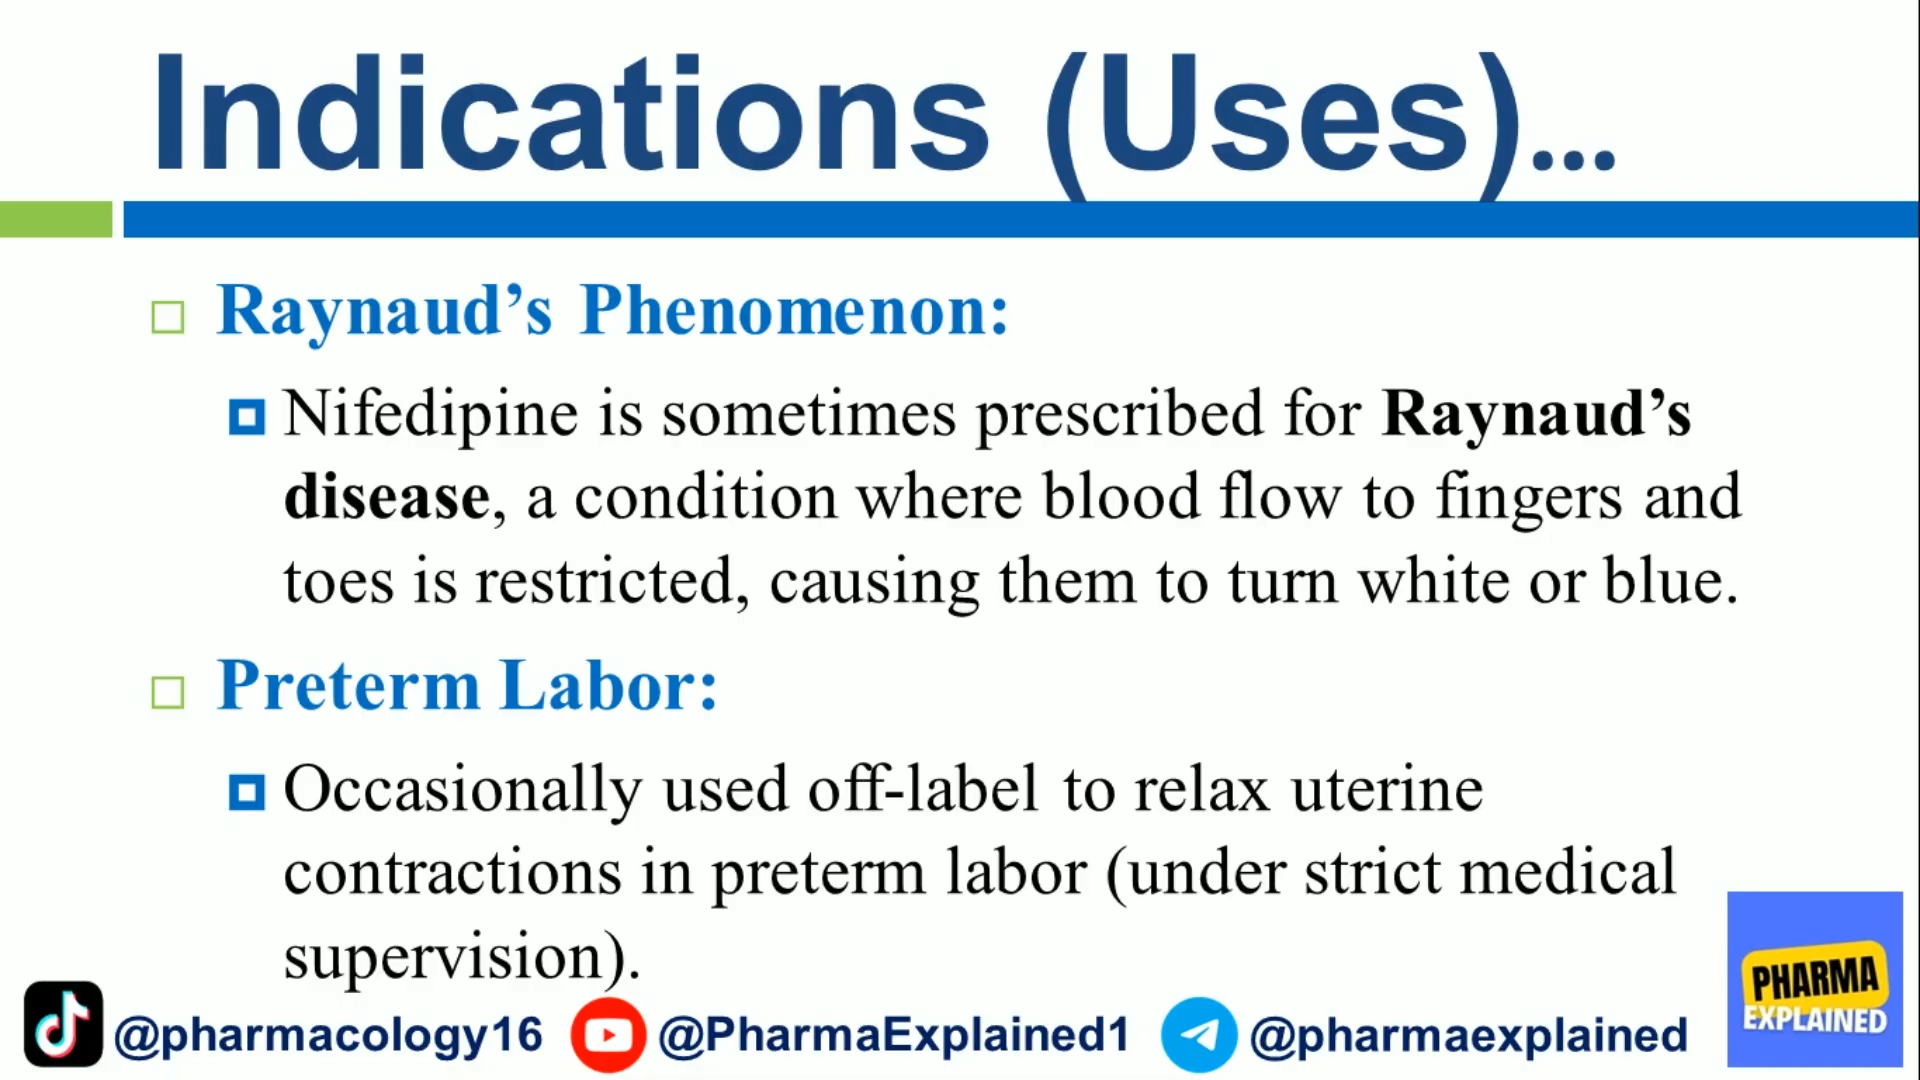 Indications (Uses)...
Raynaud’s Phenomenon:
Nifedipine is sometimes prescribed for Raynaud’s
disease, a condition where blood flow to fingers and
toes is restricted, causing them to turn white or blue.
Preterm Labor:
Occasionally used off-label to relax uterine
contractions in preterm labor (under strict medical
supervision).
@pharmacology16 @PharmaExplained1 @pharmaexplained
PHARMA
EXPLAINED